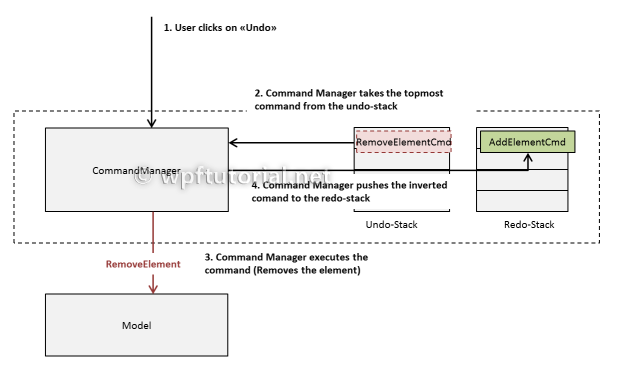 1. User clicks on «Undo»
2. Command Manager takes the topmost
command from the undo-stack
RemoveElementCmd
AddElementCmd
CommandManager
© wpftutorial.net
4. Command Manager pushes the inverted
comand to the redo-stack
Undo-Stack
Redo-Stack
3. Command Manager executes the
command (Removes the element)
RemoveElement
Model
© wpftutorial.net